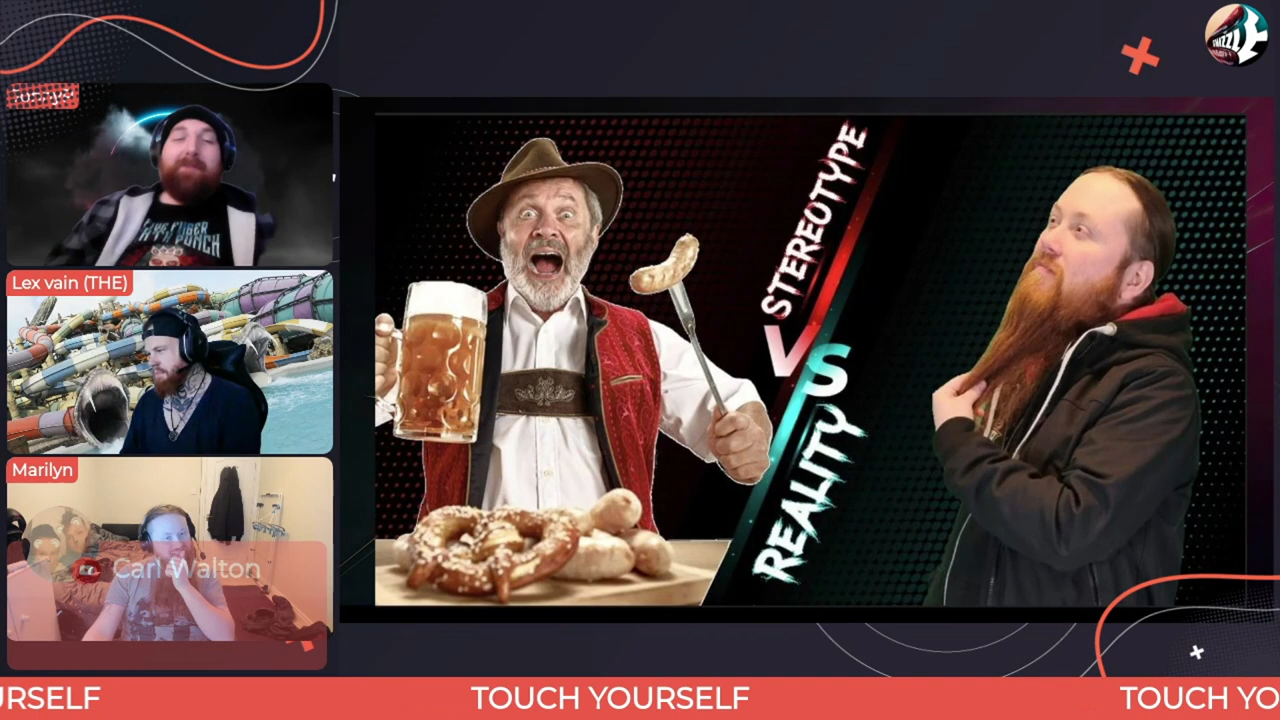 Lex vain (THE)
Marilyn
Carl Walton
STEREOTYPE
VS
REALITY
URSELF
TOUCH YOURSELF
TOUCH YO